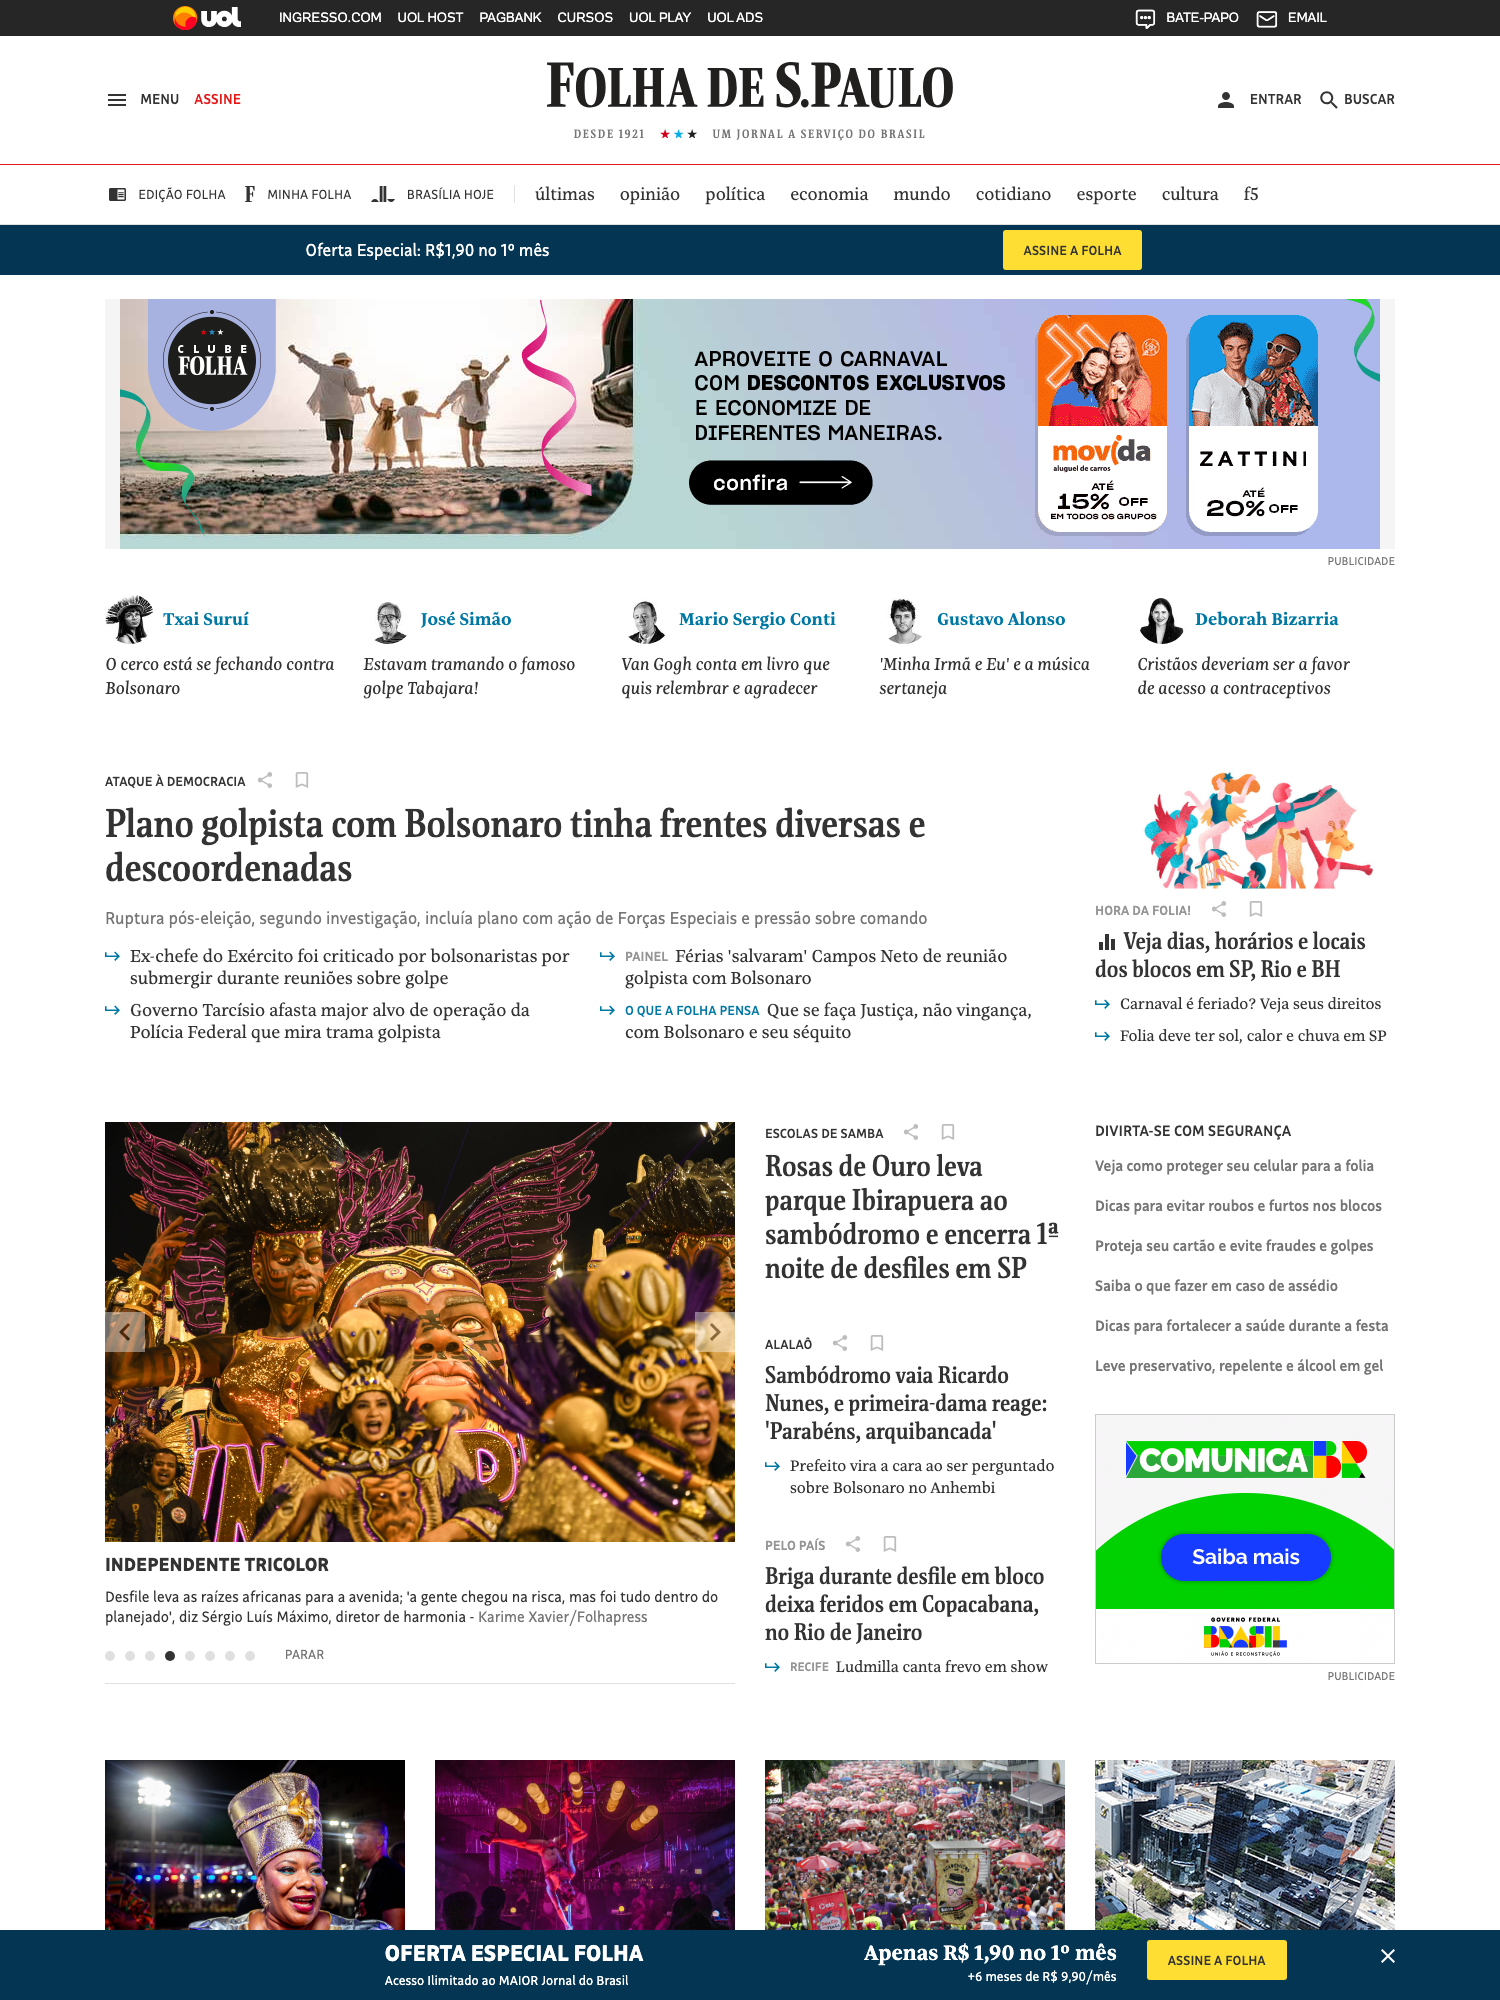 uol INGRESSO.COM UOL HOST PAGBANK CURSOS UOL PLAY UOL ADS BATE-PAPO EMAIL
MENU ASSINE
FOLHA DE S.PAULO
DESDE 1921 ★★★ UM JORNAL A SERVIÇO DO BRASIL
ENTRAR BUSCAR
EDIÇÃO FOLHA F MINHA FOLHA BRASÍLIA HOJE últimas opinião política economia mundo cotidiano esporte cultura f5
Oferta Especial: R$1,90 no 1º mês ASSINE A FOLHA
CLUBE
FOLHA
APROVEITE O CARNAVAL
COM DESCONTOS EXCLUSIVOS
E ECONOMIZE DE
DIFERENTES MANEIRAS.
confira
movida
aluguel de carros
ATÉ
15% OFF
EM TODOS OS GRUPOS
ZATTINI
ATÉ
20% OFF
PUBLICIDADE
Txai Suruí
O cerco está se fechando contra
Bolsonaro
José Simão
Estavam tramando o famoso
golpe Tabajara!
Mario Sergio Conti
Van Gogh conta em livro que
quis relembrar e agradecer
Gustavo Alonso
'Minha Irmã e Eu' e a música
sertaneja
Deborah Bizarria
Cristãos deveriam ser a favor
de acesso a contraceptivos
ATAQUE À DEMOCRACIA
Plano golpista com Bolsonaro tinha frentes diversas e
descoordenadas
Ruptura pós-eleição, segundo investigação, incluía plano com ação de Forças Especiais e pressão sobre comando
Ex-chefe do Exército foi criticado por bolsonaristas por
submergir durante reuniões sobre golpe
Governo Tarcísio afasta major alvo de operação da
Polícia Federal que mira trama golpista
PAINEL Férias 'salvaram' Campos Neto de reunião
golpista com Bolsonaro
O QUE A FOLHA PENSA Que se faça Justiça, não vingança,
com Bolsonaro e seu séquito
HORA DA FOLIA!
Veja dias, horários e locais
dos blocos em SP, Rio e BH
Carnaval é feriado? Veja seus direitos
Folia deve ter sol, calor e chuva em SP
INDEPENDENTE TRICOLOR
Desfile leva as raízes africanas para a avenida; 'a gente chegou na risca, mas foi tudo dentro do
planejado', diz Sérgio Luís Máximo, diretor de harmonia - Karime Xavier/Folhapress
PARAR
ESCOLAS DE SAMBA
Rosas de Ouro leva
parque Ibirapuera ao
sambódromo e encerra 1ª
noite de desfiles em SP
ALALAÔ
Sambódromo vaia Ricardo
Nunes, e primeira-dama reage:
'Parabéns, arquibancada'
Prefeito vira a cara ao ser perguntado
sobre Bolsonaro no Anhembi
PELO PAÍS
Briga durante desfile em bloco
deixa feridos em Copacabana,
no Rio de Janeiro
RECIFE Ludmilla canta frevo em show
DIVIRTA-SE COM SEGURANÇA
Veja como proteger seu celular para a folia
Dicas para evitar roubos e furtos nos blocos
Proteja seu cartão e evite fraudes e golpes
Saiba o que fazer em caso de assédio
Dicas para fortalecer a saúde durante a festa
Leve preservativo, repelente e álcool em gel
COMUNICABR
Saiba mais
GOVERNO FEDERAL
BRASIL
UNIÃO E RECONSTRUÇÃO
PUBLICIDADE
OFERTA ESPECIAL FOLHA
Acesso Ilimitado ao MAIOR Jornal do Brasil
Apenas R$ 1,90 no 1º mês
+6 meses de R$ 9,90/mês
ASSINE A FOLHA